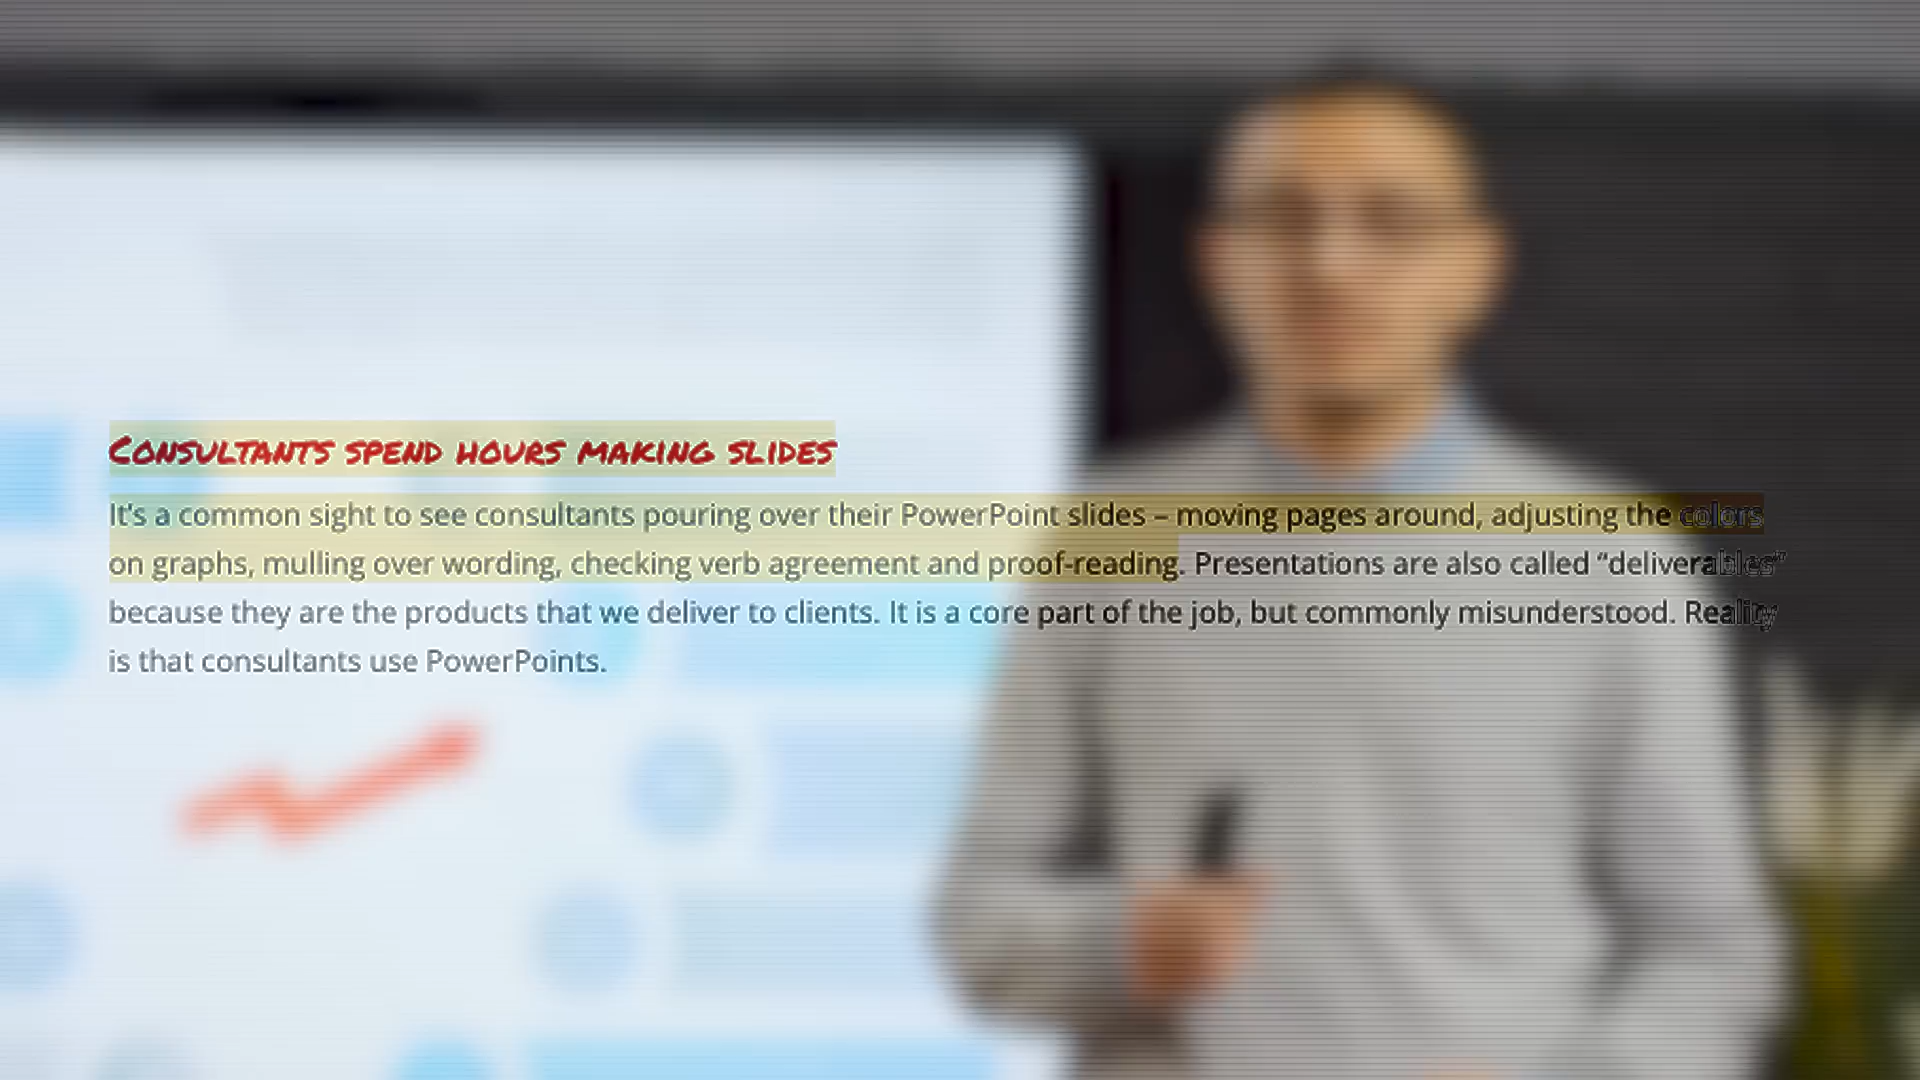 Consultants spend hours making slides
It's a common sight to see consultants pouring over their PowerPoint slides – moving pages around, adjusting the colors
on graphs, mulling over wording, checking verb agreement and proof-reading. Presentations are also called “deliverables”
because they are the products that we deliver to clients. It is a core part of the job, but commonly misunderstood. Reality
is that consultants use PowerPoints.